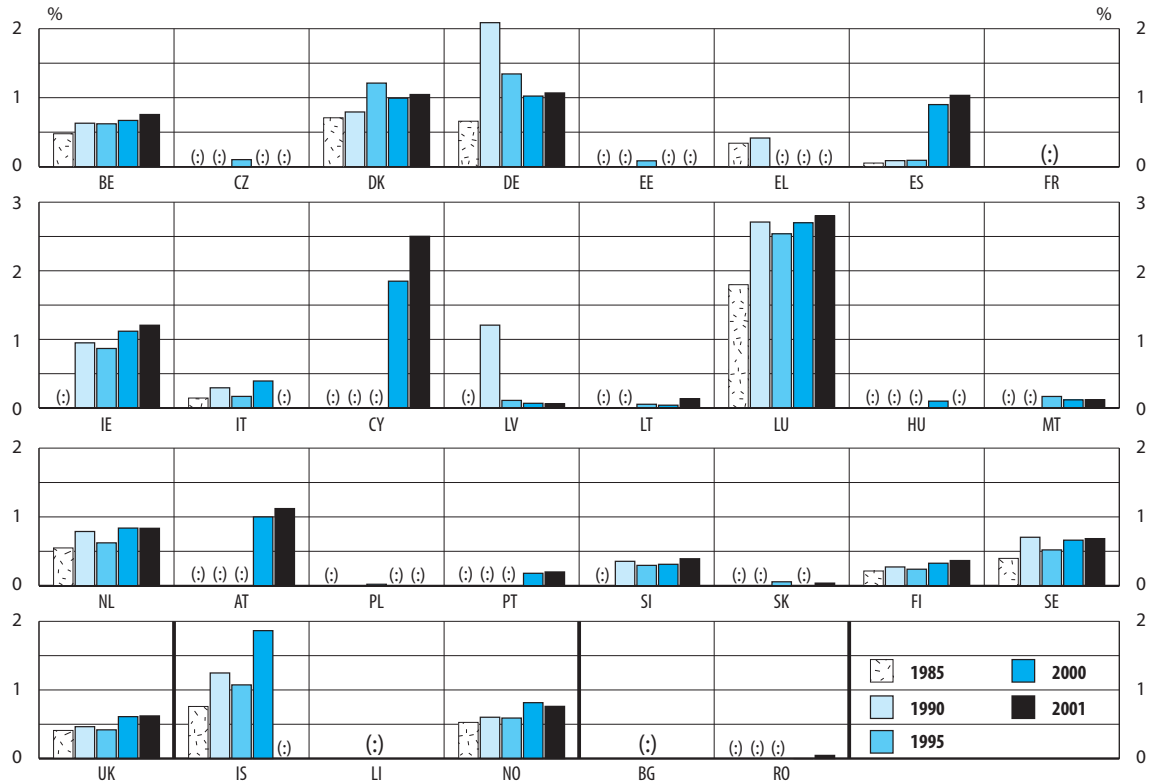 % %
2 2
1 1
(:) (:) (:) (:) (:) (:) (:) (:) (:) (:) (:) (:)
0 0
BE CZ DK DE EE EL ES FR
3 3
2 2
1 1
(:) (:) (:) (:) (:) (:) (:) (:) (:) (:) (:) (:) (:) (:)
0 0
IE IT CY LV LT LU HU MT
2 2
1 1
(:) (:) (:) (:) (:) (:) (:) (:) (:) (:) (:) (:) (:)
0 0
NL AT PL PT SI SK FI SE
2 2
1985 2000
1 1990 2001 1
1995
(:) (:) (:) (:) (:) (:)
0 0
UK IS LI NO BG RO